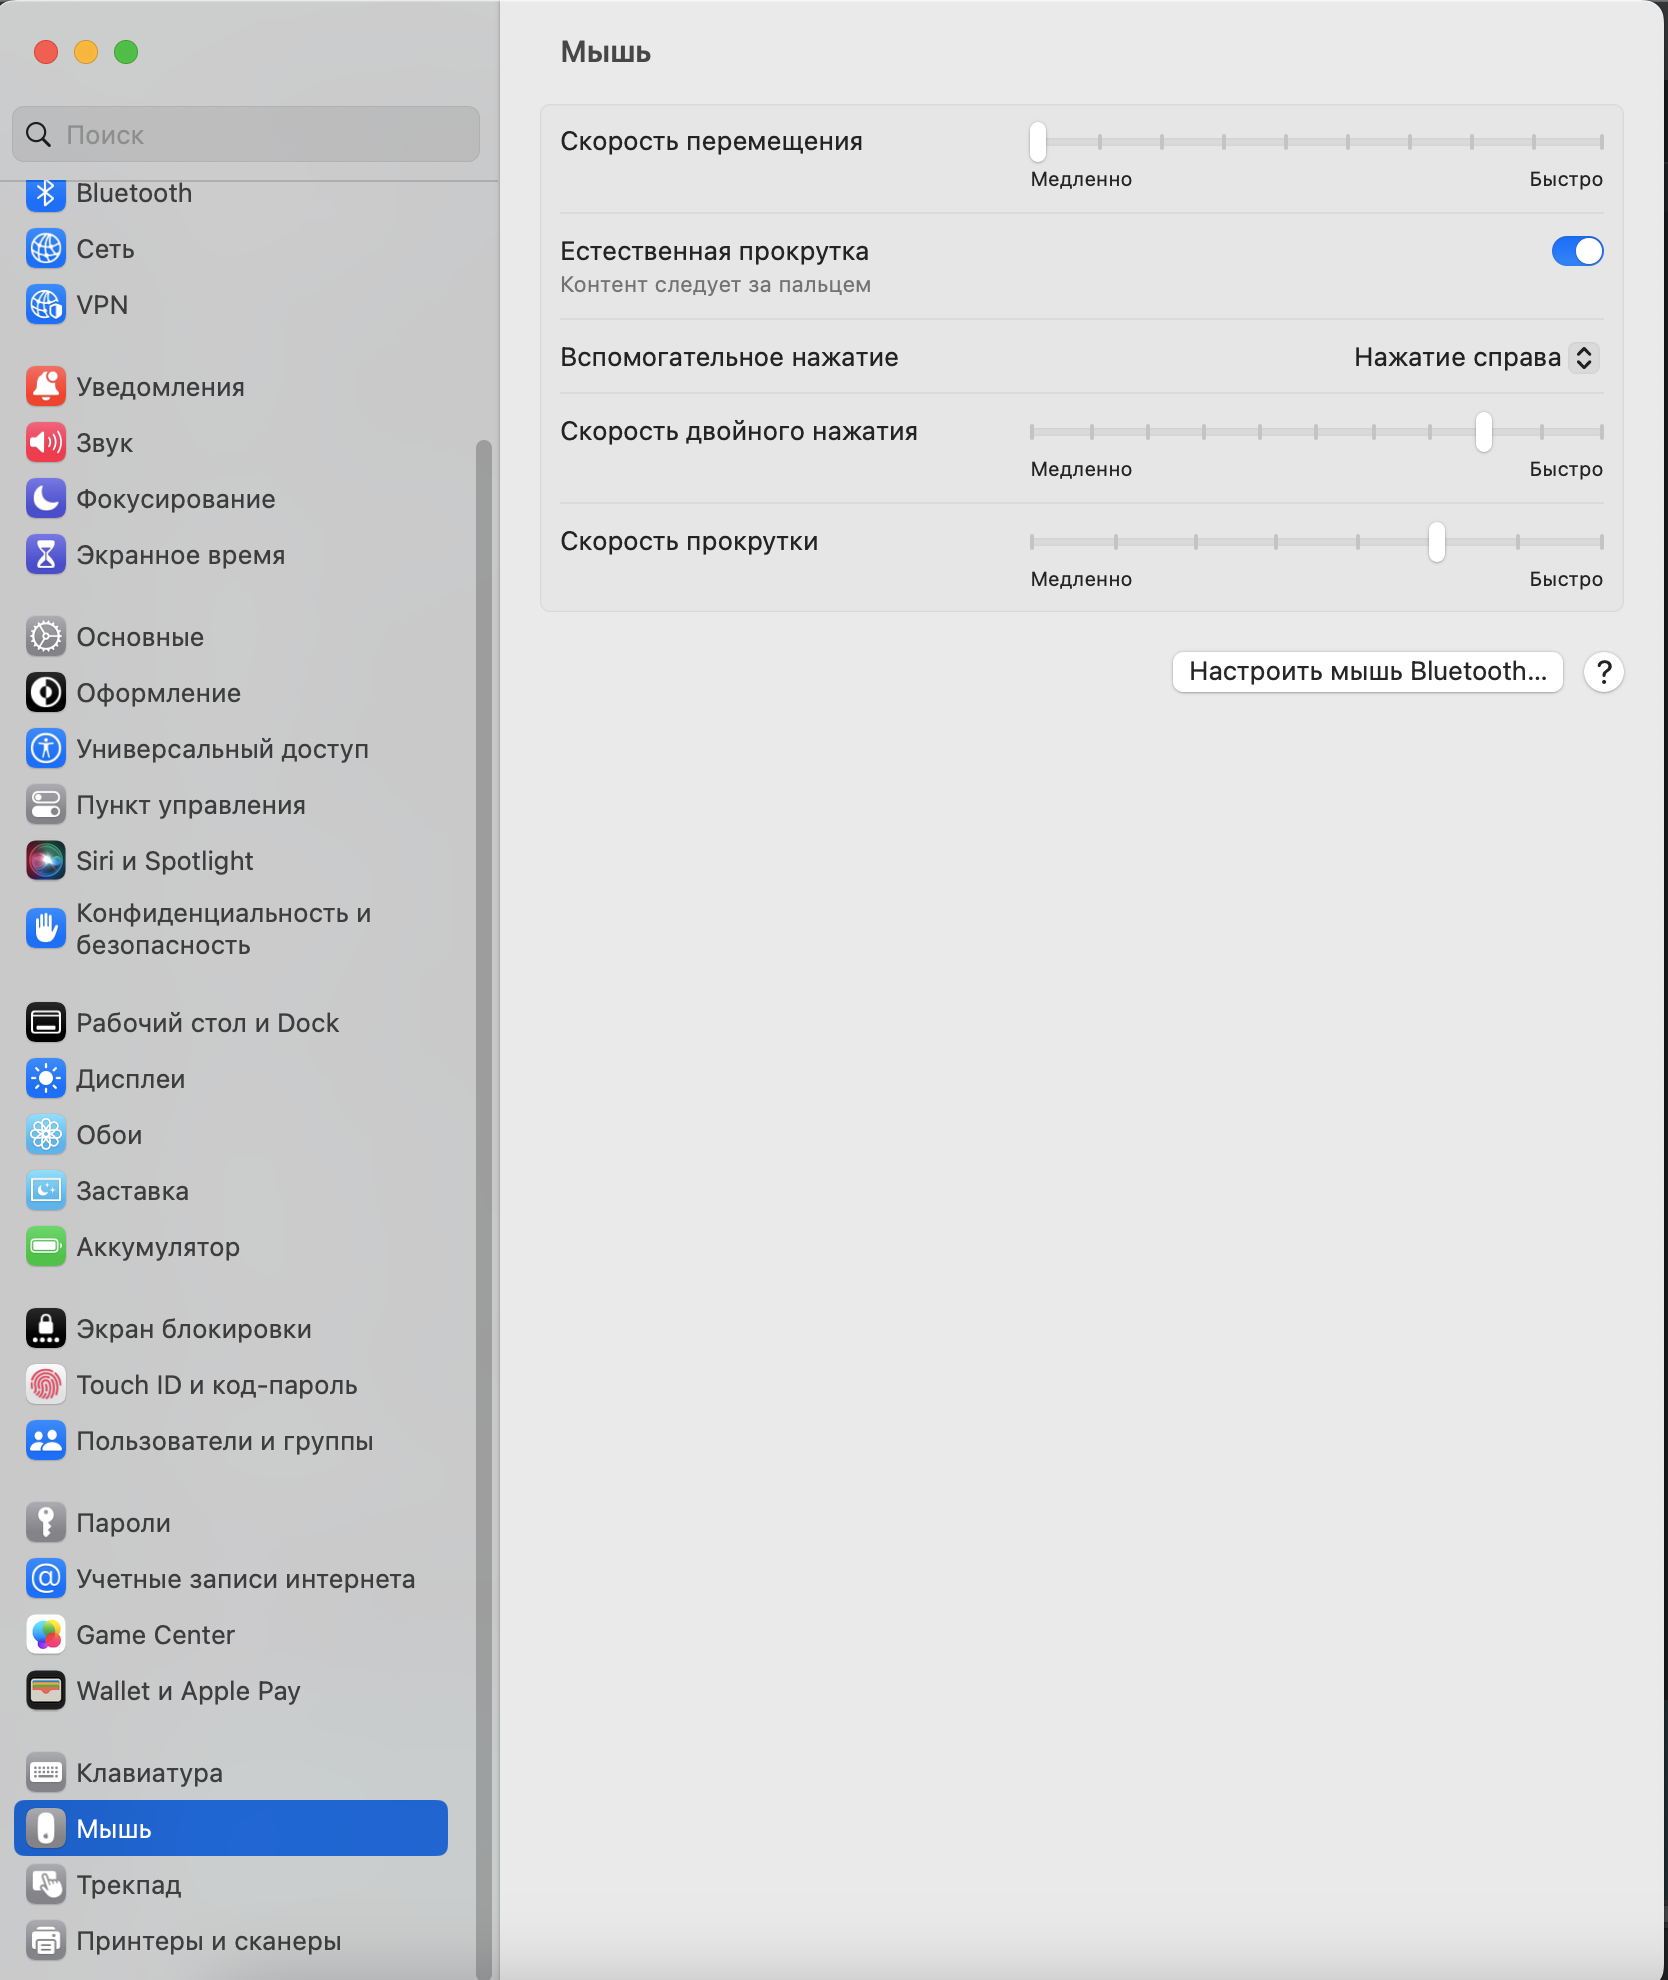 Поиск
Bluetooth
Сеть
VPN
Уведомления
Звук
Фокусирование
Экранное время
Основные
Оформление
Универсальный доступ
Пункт управления
Siri и Spotlight
Конфиденциальность и
безопасность
Рабочий стол и Dock
Дисплеи
Обои
Заставка
Аккумулятор
Экран блокировки
Touch ID и код-пароль
Пользователи и группы
Пароли
Учетные записи интернета
Game Center
Wallet и Apple Pay
Клавиатура
Мышь
Трекпад
Принтеры и сканеры
Мышь
Скорость перемещения
Медленно Быстро
Естественная прокрутка
Контент следует за пальцем
Вспомогательное нажатие Нажатие справа
Скорость двойного нажатия
Медленно Быстро
Скорость прокрутки
Медленно Быстро
Настроить мышь Bluetooth... ?